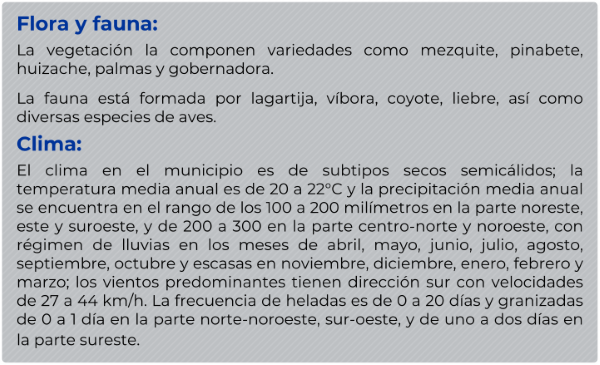 Flora y fauna:
La vegetación la componen variedades como mezquite, pinabete,
huizache, palmas y gobernadora.
La fauna está formada por lagartija, víbora, coyote, liebre, así como
diversas especies de aves.
Clima:
El clima en el municipio es de subtipos secos semicálidos; la
temperatura media anual es de 20 a 22°C y la precipitación media anual
se encuentra en el rango de los 100 a 200 milímetros en la parte noreste,
este y suroeste, y de 200 a 300 en la parte centro-norte y noroeste, con
régimen de lluvias en los meses de abril, mayo, junio, julio, agosto,
septiembre, octubre y escasas en noviembre, diciembre, enero, febrero y
marzo; los vientos predominantes tienen dirección sur con velocidades
de 27 a 44 km/h. La frecuencia de heladas es de 0 a 20 días y granizadas
de 0 a 1 día en la parte norte-noroeste, sur-oeste, y de uno a dos días en
la parte sureste.